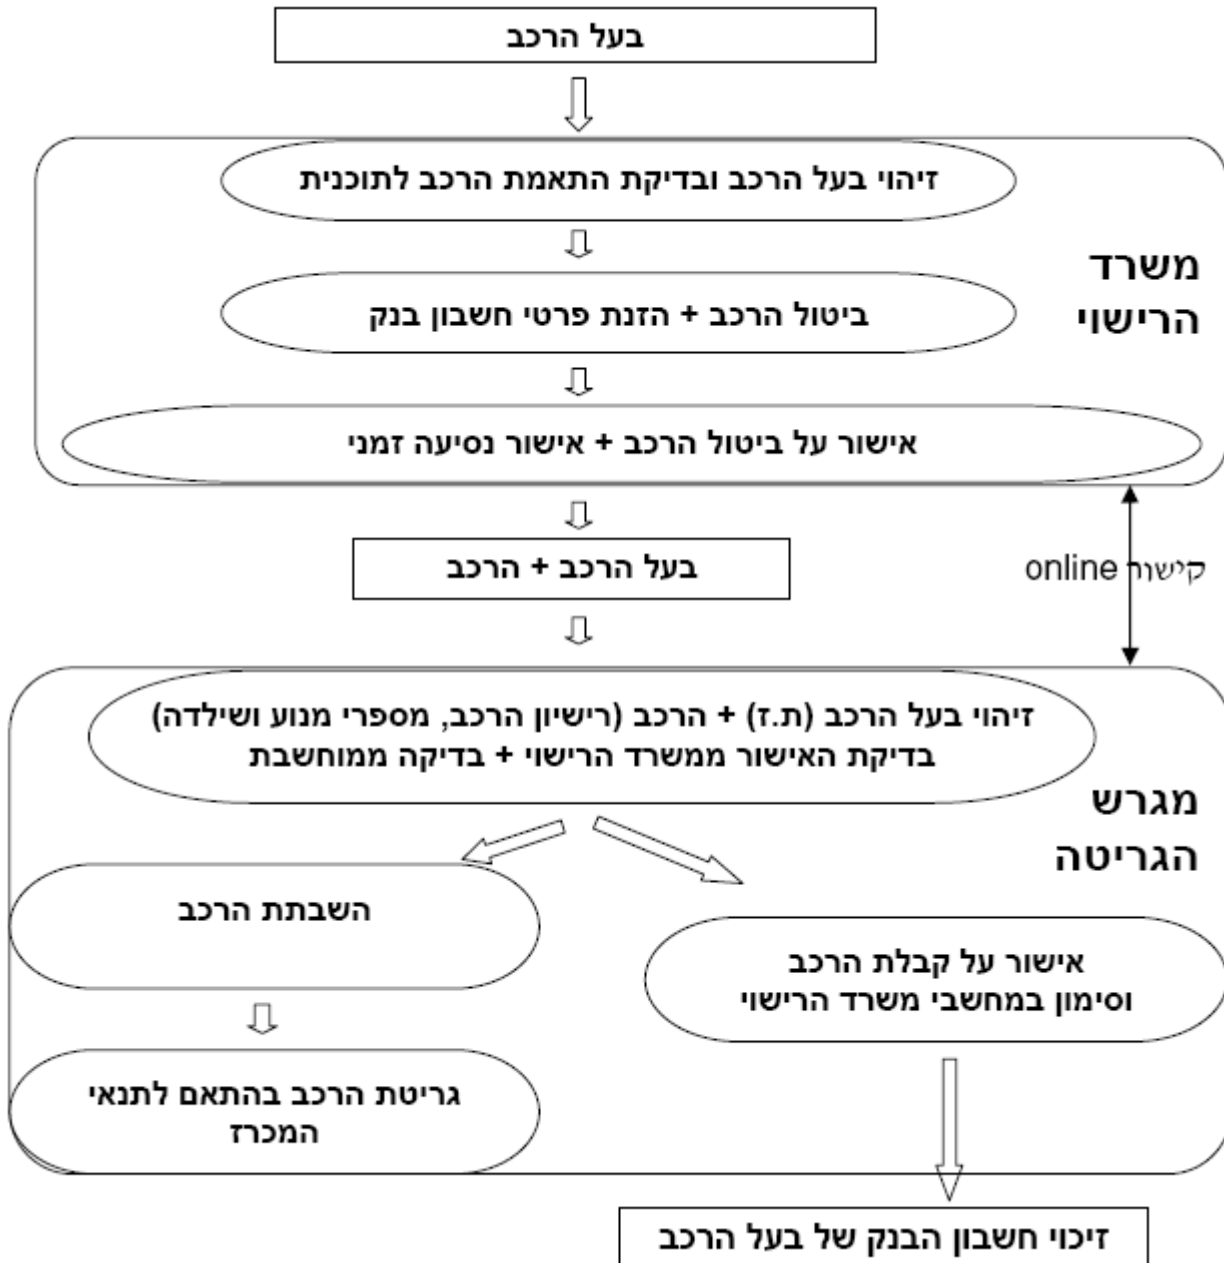 בעל הרכב
זיהוי בעל הרכב ובדיקת התאמת הרכב לתוכנית
משרד
הרישוי
ביטול הרכב + הזנת פרטי חשבון בנק
אישור על ביטול הרכב + אישור נסיעה זמני
בעל הרכב + הרכב
קישור online
זיהוי בעל הרכב (ת.ז) + הרכב (רישיון הרכב, מספרי מנוע ושילדה)
בדיקת האישור ממשרד הרישוי + בדיקה ממוחשבת
מגרש
הגריטה
השבתת הרכב
אישור על קבלת הרכב
וסימון במחשבי משרד הרישוי
גריטת הרכב בהתאם לתנאי
המכרז
זיכוי חשבון הבנק של בעל הרכב